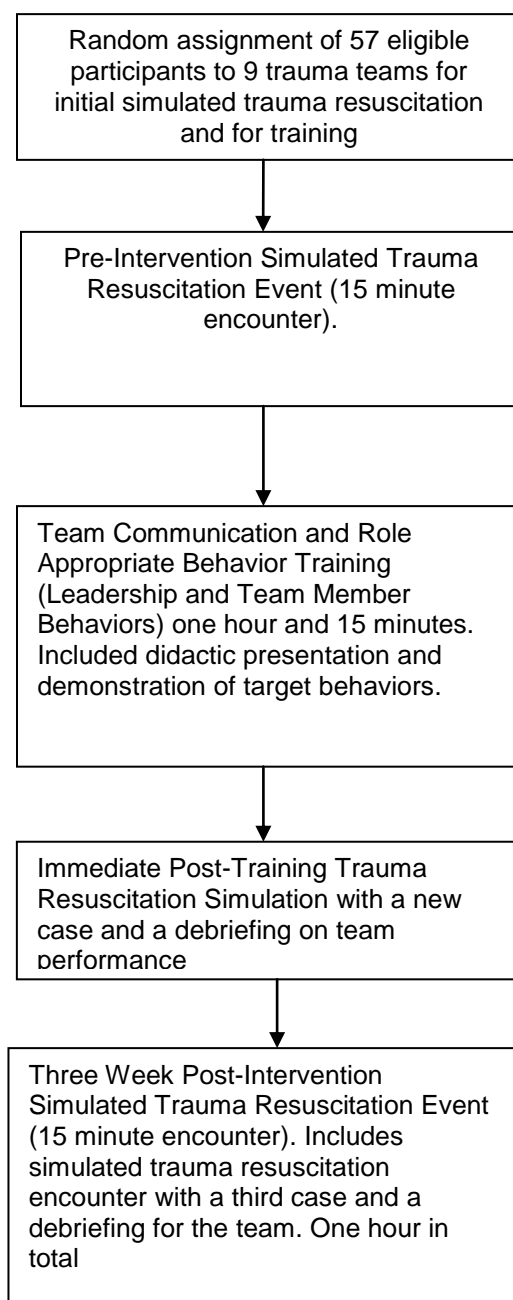 Random assignment of 57 eligible
participants to 9 trauma teams for
initial simulated trauma resuscitation
and for training
Pre-Intervention Simulated Trauma
Resuscitation Event (15 minute
encounter).
Team Communication and Role
Appropriate Behavior Training
(Leadership and Team Member
Behaviors) one hour and 15 minutes.
Included didactic presentation and
demonstration of target behaviors.
Immediate Post-Training Trauma
Resuscitation Simulation with a new
case and a debriefing on team
performance
Three Week Post-Intervention
Simulated Trauma Resuscitation Event
(15 minute encounter). Includes
simulated trauma resuscitation
encounter with a third case and a
debriefing for the team. One hour in
total